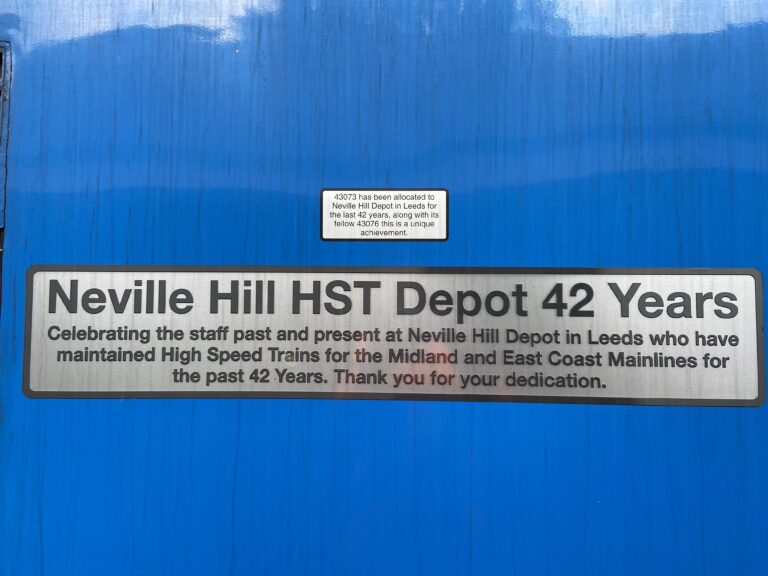 43073 has been allocated to
Neville Hill Depot in Leeds for
the last 42 years, along with its
fellow 43076 this is a unique
achievement.
Neville Hill HST Depot 42 Years
Celebrating the staff past and present at Neville Hill Depot in Leeds who have
maintained High Speed Trains for the Midland and East Coast Mainlines for
the past 42 Years. Thank you for your dedication.